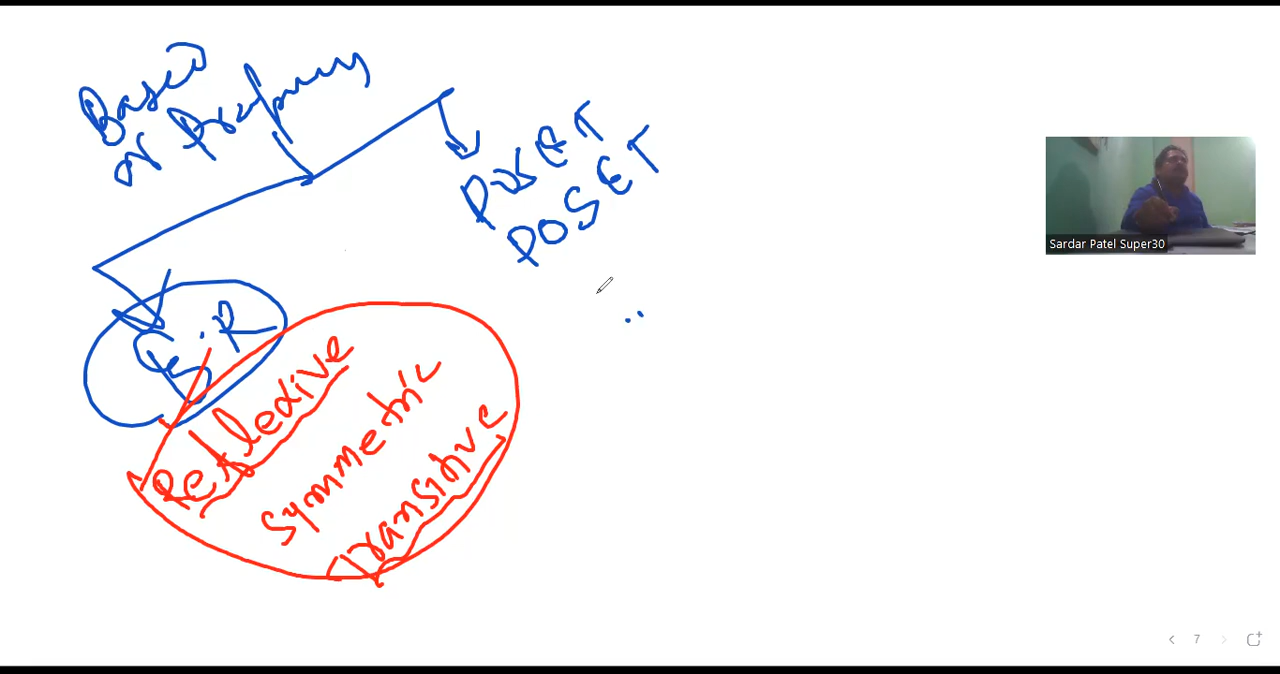 Based
on Property
POSET
POSET
E.R
Reflexive
Symmetric
Transitive
Sardar Patel Super30
7